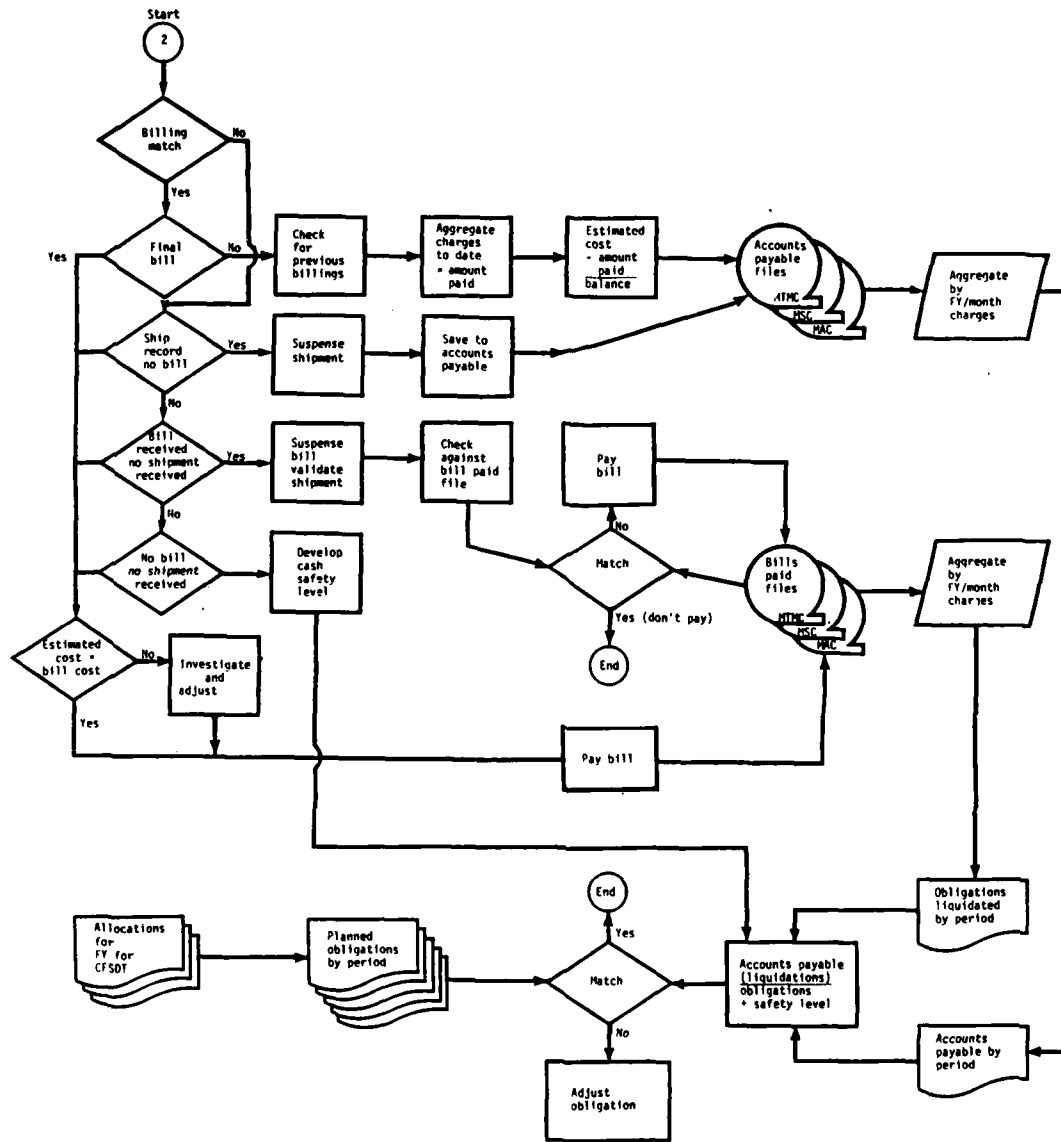 Start
2
Billing
match
No
Yes
Final
bill
Yes
No
Check
for
previous
billings
Aggregate
charges
to date
= amount
paid
Estimated
cost
- amount
paid
balance
Accounts
payable
files
MTMC
MSC
MAC
Aggregate
by
FY/month
charges
Ship
record
no bill
Yes
Suspense
shipment
Save to
accounts
payable
No
Bill
received
no shipment
received
Yes
Suspense
bill
validate
shipment
Check
against
bill paid
file
Pay
bill
No
No
Match
Yes (don't pay)
End
Bills
paid
files
MTMC
MSC
MAC
Aggregate
by
FY/month
charges
No bill
no shipment
received
Develop
cash
safety
level
Estimated
cost =
bill cost
No
Investigate
and
adjust
Yes
Pay bill
Obligations
liquidated
by period
End
Yes
Allocations
for
FY for
CFSDT
Planned
obligations
by period
Match
Accounts payable
(liquidations)
obligations
+ safety level
No
Adjust
obligation
Accounts
payable by
period